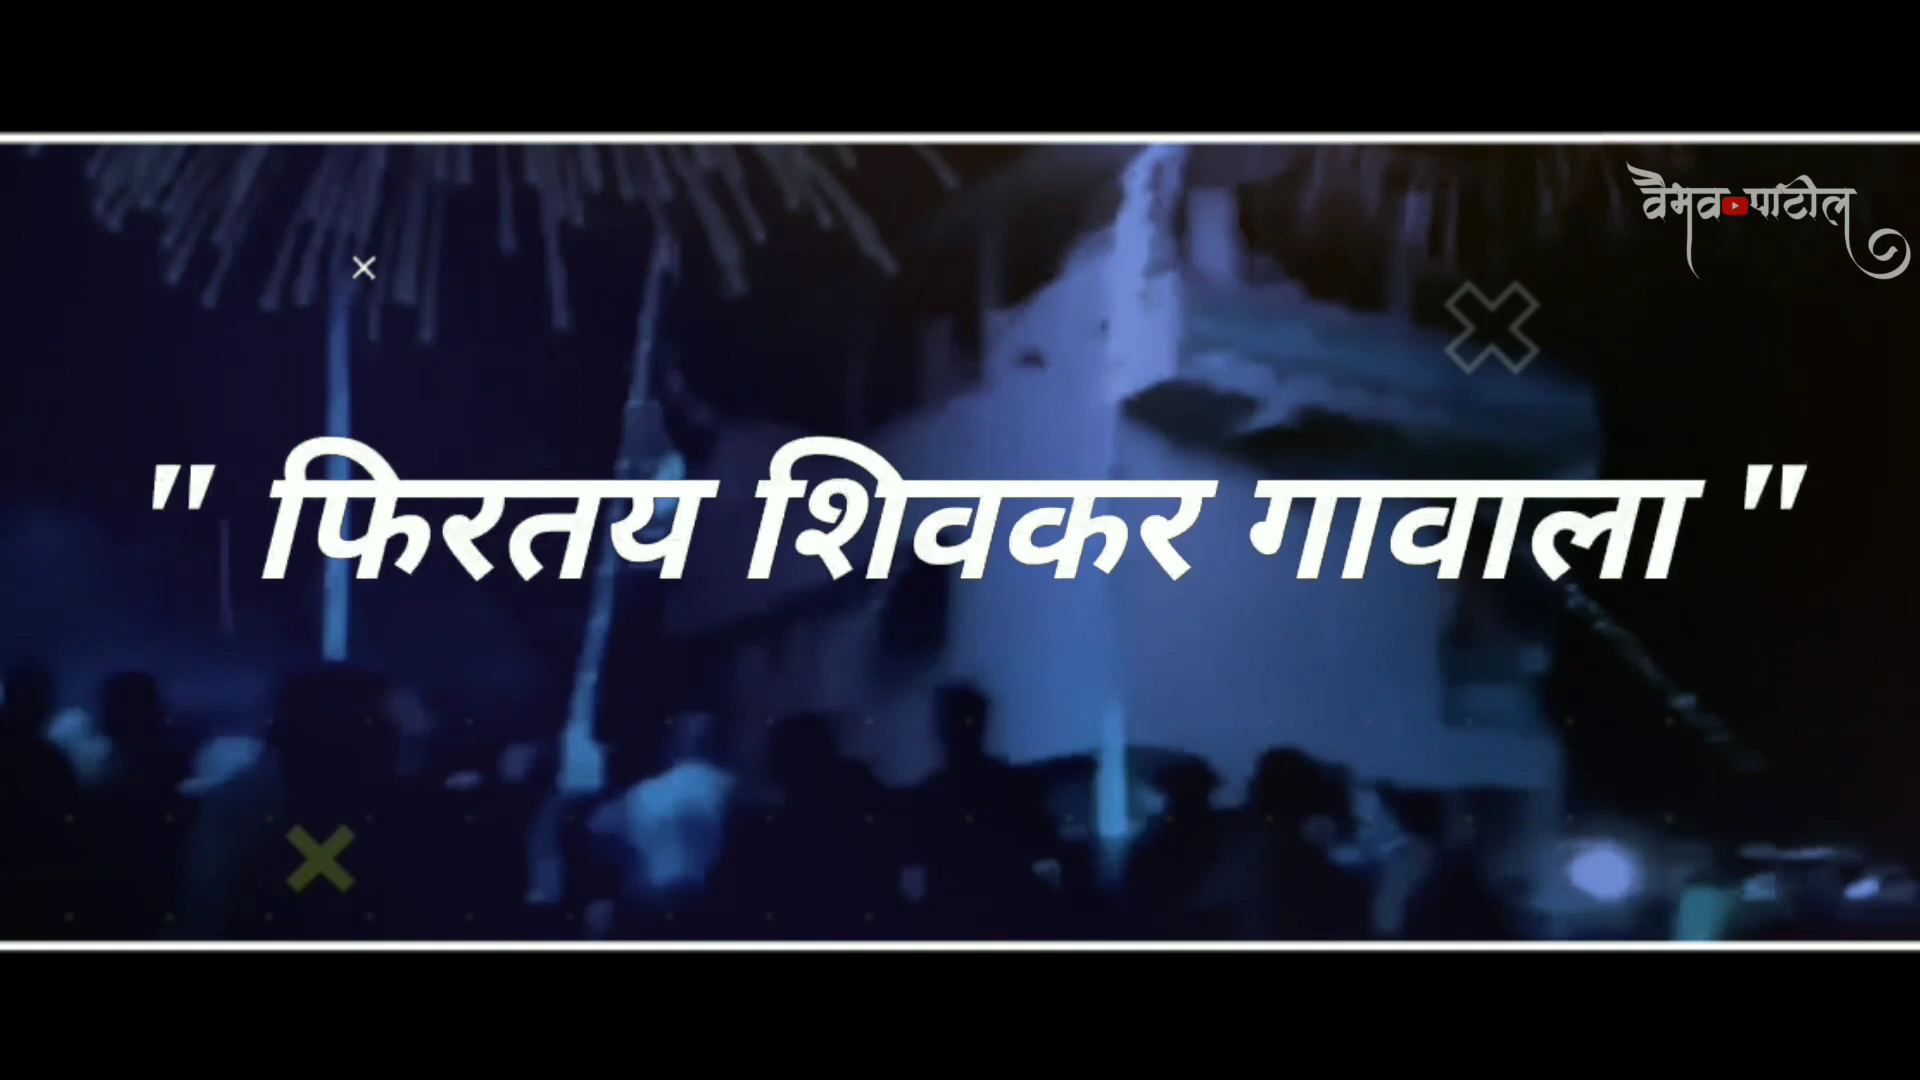 वैभव पाटील
" फिरतय शिवकर गावाला "